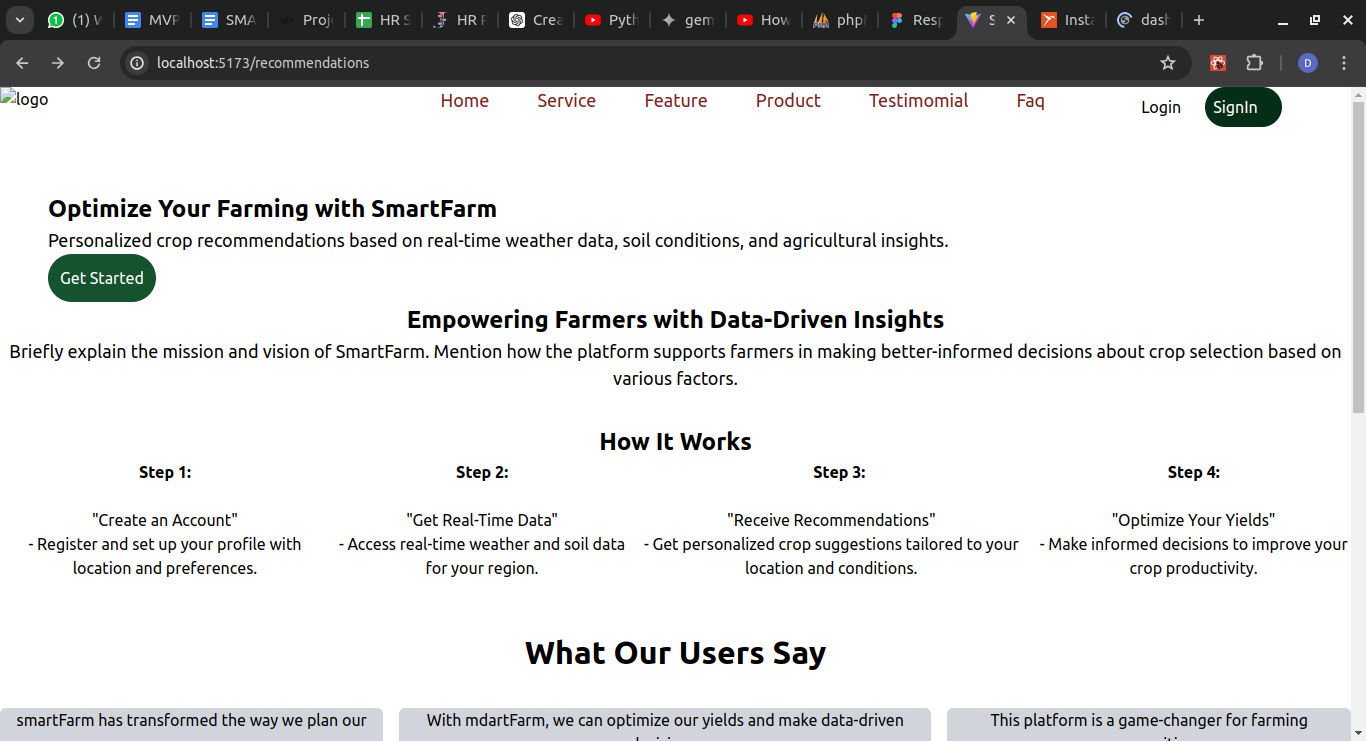 (1) W
MVP
SMA
Proje
HR S
HR F
Crea
Pyth
gem
How
php
Resp
S
Insta
dash
localhost:5173/recommendations
D
logo
Home Service Feature Product Testimomial Faq Login SignIn
Optimize Your Farming with SmartFarm
Personalized crop recommendations based on real-time weather data, soil conditions, and agricultural insights.
Get Started
Empowering Farmers with Data-Driven Insights
Briefly explain the mission and vision of SmartFarm. Mention how the platform supports farmers in making better-informed decisions about crop selection based on
various factors.
How It Works
Step 1:
"Create an Account"
- Register and set up your profile with
location and preferences.
Step 2:
"Get Real-Time Data"
- Access real-time weather and soil data
for your region.
Step 3:
"Receive Recommendations"
- Get personalized crop suggestions tailored to your
location and conditions.
Step 4:
"Optimize Your Yields"
- Make informed decisions to improve your
crop productivity.
What Our Users Say
smartFarm has transformed the way we plan our
With mdartFarm, we can optimize our yields and make data-driven
This platform is a game-changer for farming